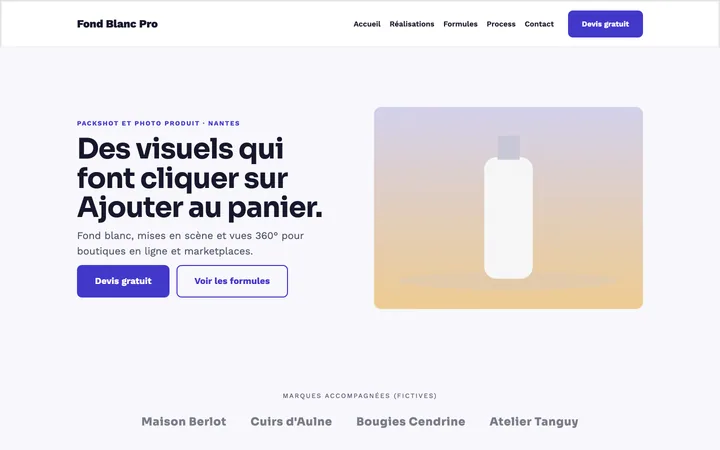 Fond Blanc Pro
Accueil Réalisations Formules Process Contact Devis gratuit
PACKSHOT ET PHOTO PRODUIT · NANTES
Des visuels qui
font cliquer sur
Ajouter au panier.
Fond blanc, mises en scène et vues 360° pour
boutiques en ligne et marketplaces.
Devis gratuit Voir les formules
MARQUES ACCOMPAGNÉES (FICTIVES)
Maison Berlot Cuirs d'Aulne Bougies Cendrine Atelier Tanguy